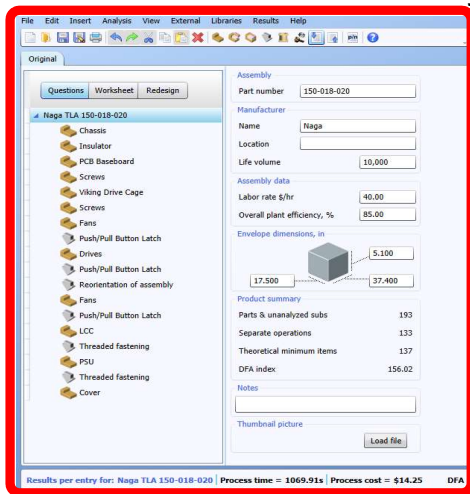 File Edit Insert Analysis View External Libraries Results Help
Original
Questions Worksheet Redesign
Naga TLA 150-018-020
Chassis
Insulator
PCB Baseboard
Screws
Viking Drive Cage
Screws
Fans
Push/Pull Button Latch
Drives
Push/Pull Button Latch
Reorientation of assembly
Fans
Push/Pull Button Latch
LCC
Threaded fastening
PSU
Threaded fastening
Cover
Assembly
Part number 150-018-020
Manufacturer
Name Naga
Location
Life volume 10,000
Assembly data
Labor rate $/hr 40.00
Overall plant efficiency, % 85.00
Envelope dimensions, in
5.100
17.500 37.400
Product summary
Parts & unanalyzed subs 193
Separate operations 133
Theoretical minimum items 137
DFA index 156.02
Notes
Thumbnail picture
Load file
Results per entry for: Naga TLA 150-018-020 Process time = 1069.91s Process cost = $14.25 DFA